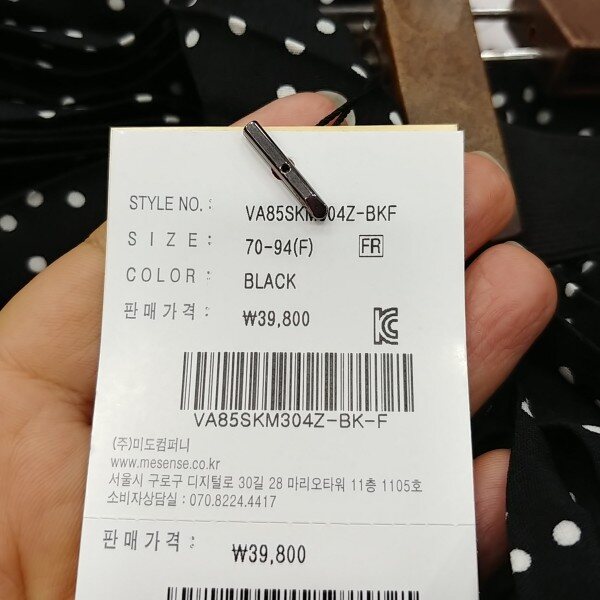 STYLE NO. : VA85SKM304Z-BKF
SIZE : 70-94(F) FR
COLOR : BLACK
판매가격 : ₩39,800
VA85SKM304Z-BK-F
(주)미도컴퍼니
www.mesense.co.kr
서울시 구로구 디지털로 30길 28 마리오타워 11층 1105호
소비자상담실 : 070.8224.4417
판매가격 : ₩39,800